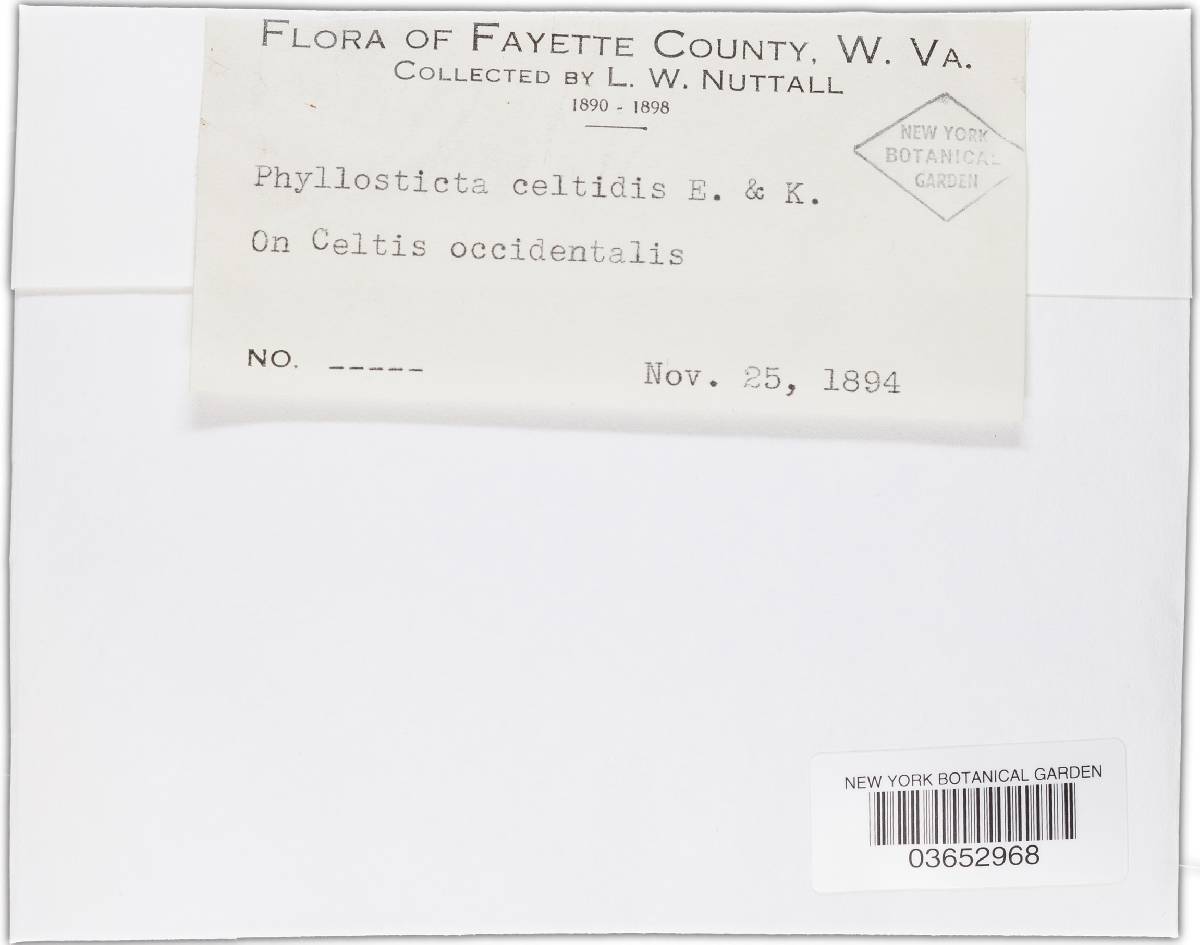 FLORA OF FAYETTE COUNTY, W. VA.
COLLECTED BY L. W. NUTTALL
1890 - 1898
NEW YORK
BOTANICAL
GARDEN
Phyllosticta celtidis E. & K.
On Celtis occidentalis
NO. -----
Nov. 25, 1894
NEW YORK BOTANICAL GARDEN
03652968